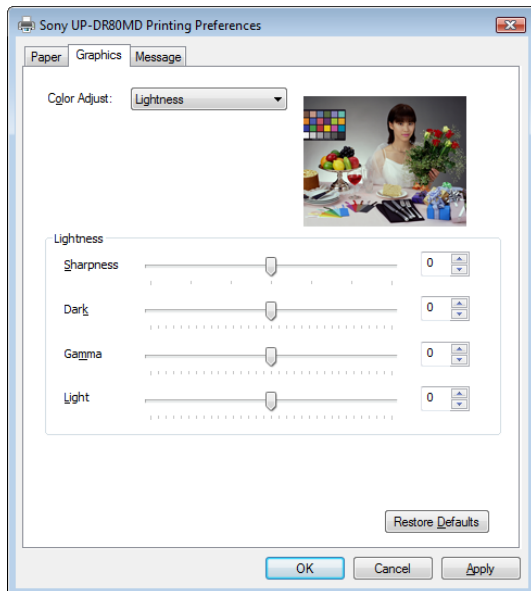 Sony UP-DR80MD Printing Preferences
Paper Graphics Message
Color Adjust: Lightness
Lightness
Sharpness 0
Dark 0
Gamma 0
Light 0
Restore Defaults
OK Cancel Apply